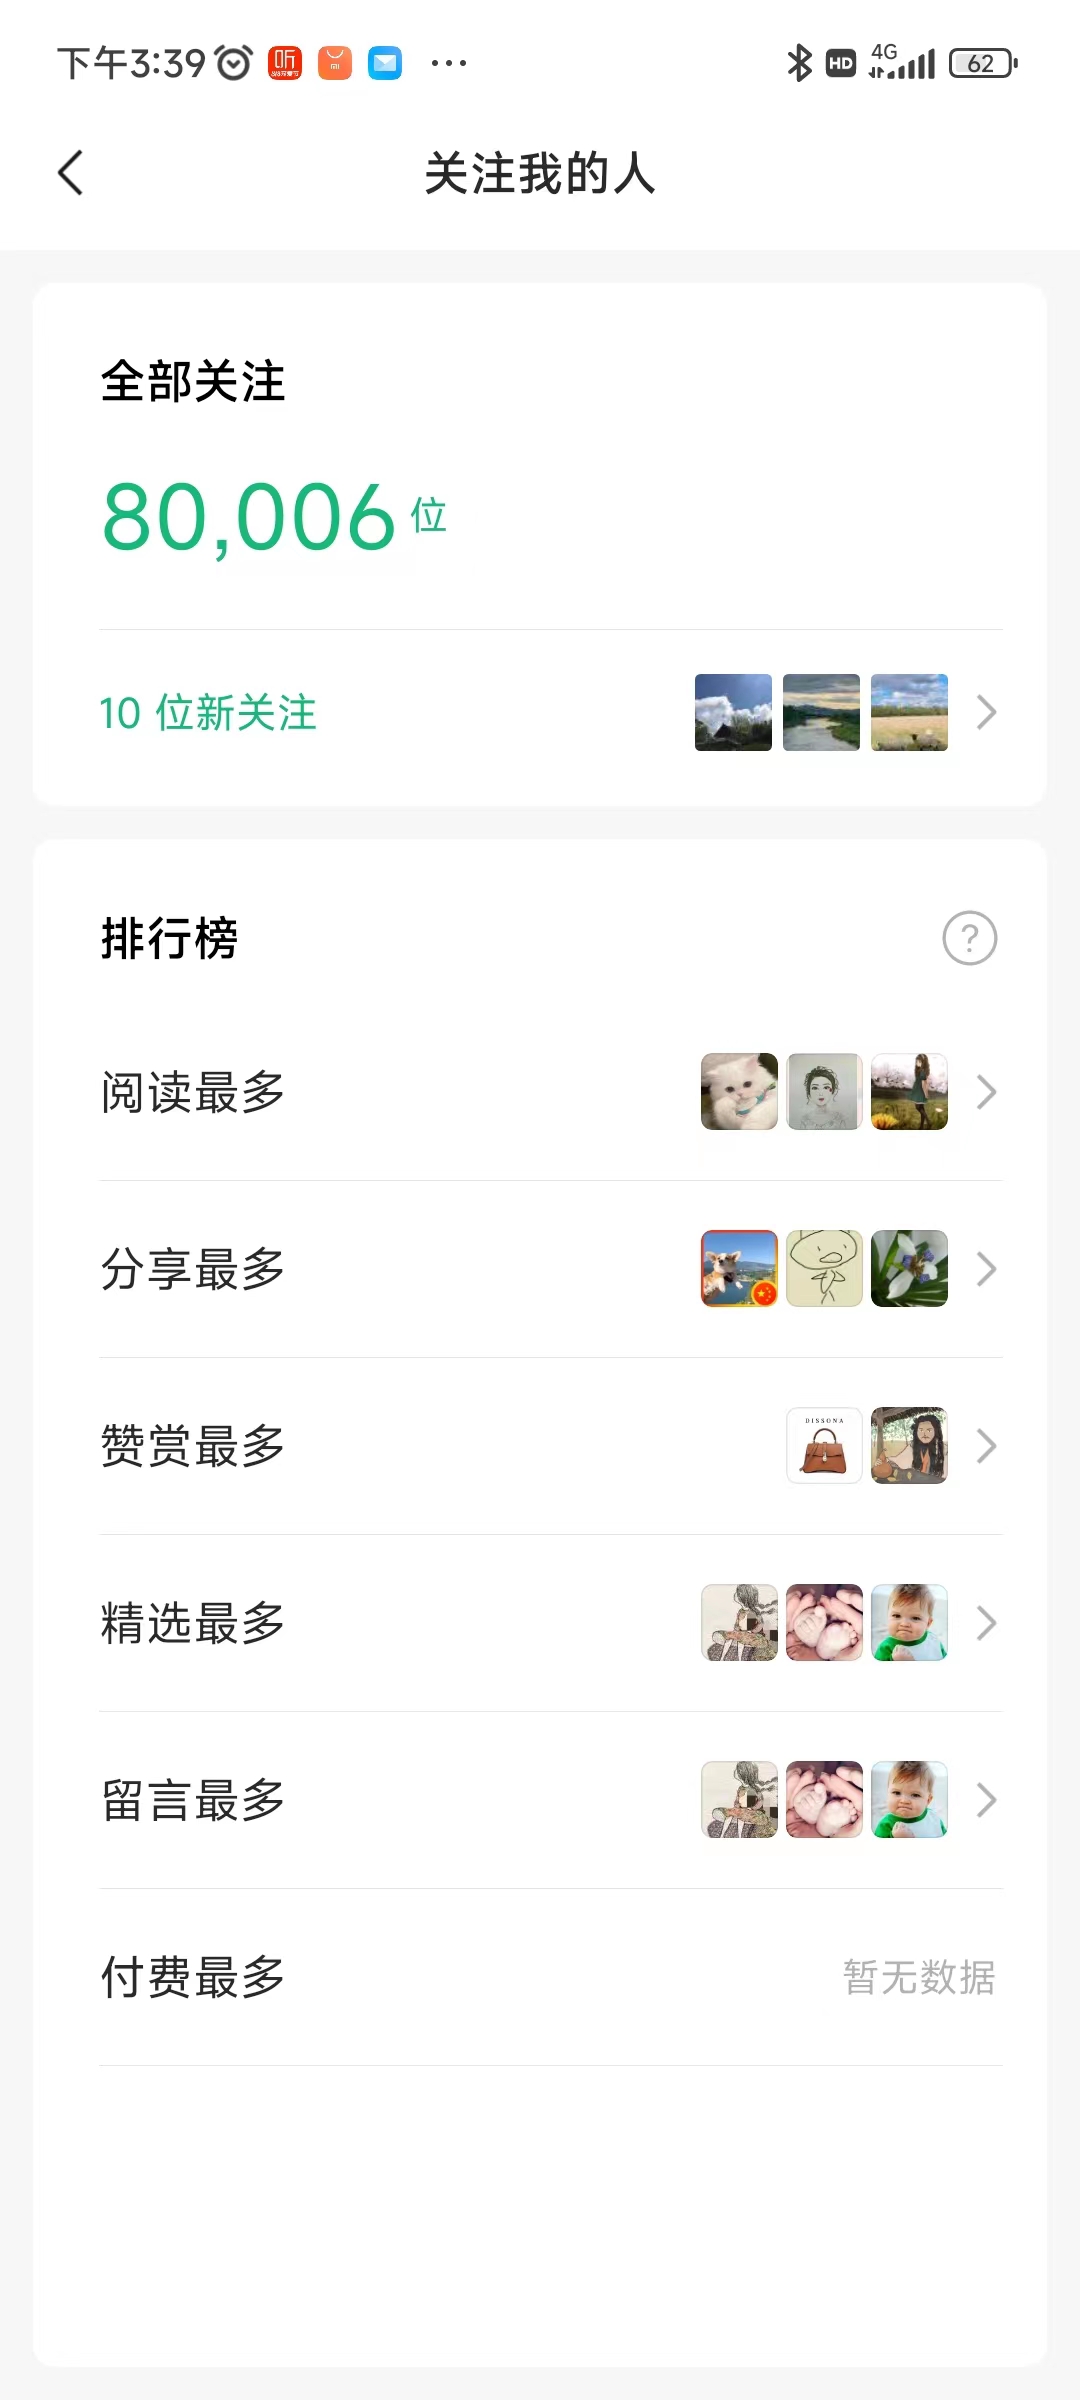 下午3:39
听
HD
4G
62
关注我的人
全部关注
80,006 位
10 位新关注
排行榜
?
阅读最多
分享最多
赞赏最多
DISSONA
精选最多
留言最多
付费最多
暂无数据